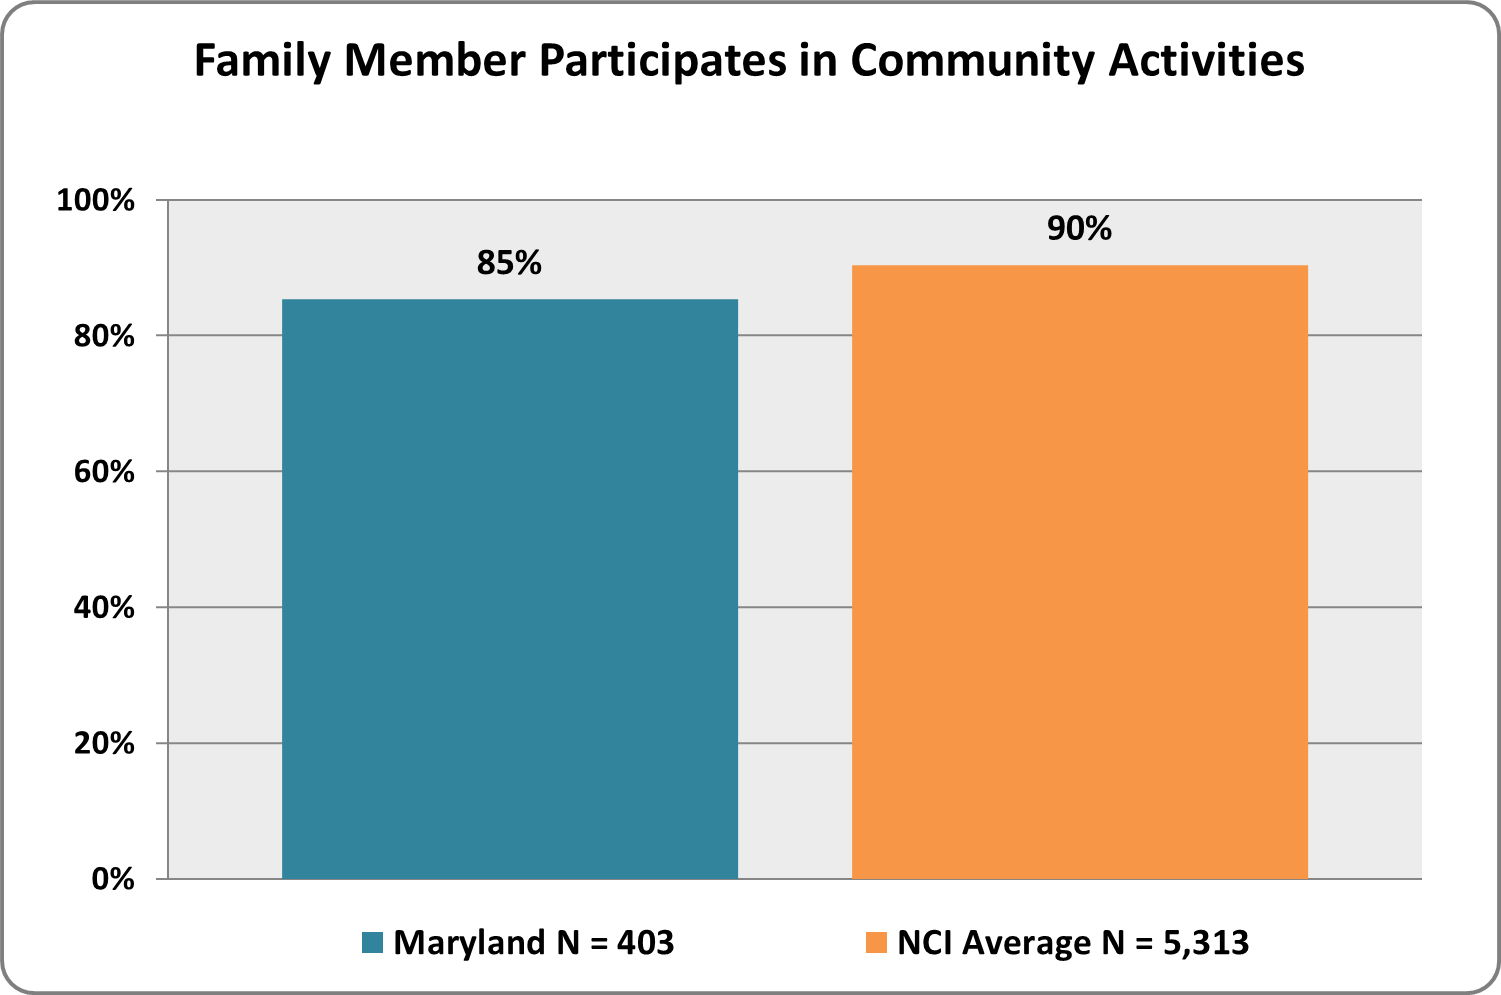 Family Member Participates in Community Activities
100%
90%
85%
80%
60%
40%
20%
0%
Maryland N = 403
NCI Average N = 5,313